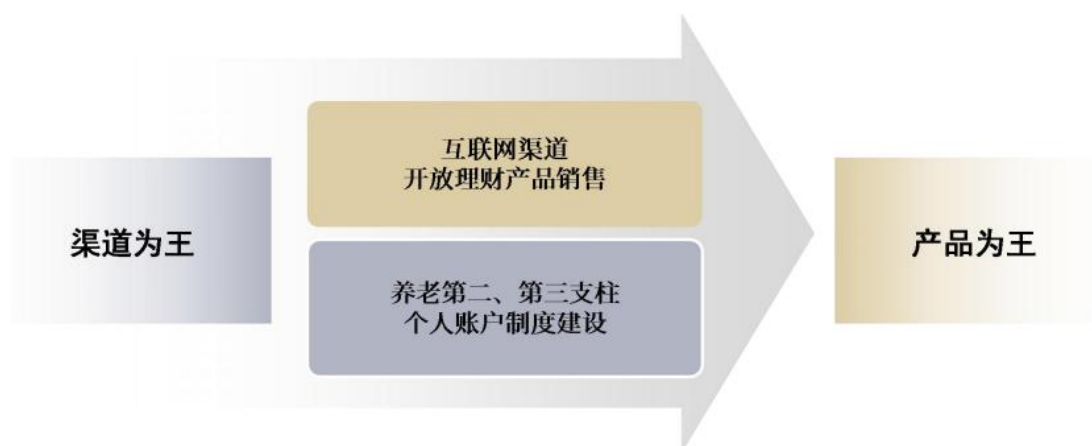 渠道为王
互联网渠道
开放理财产品销售
养老第二、第三支柱
个人账户制度建设
产品为王